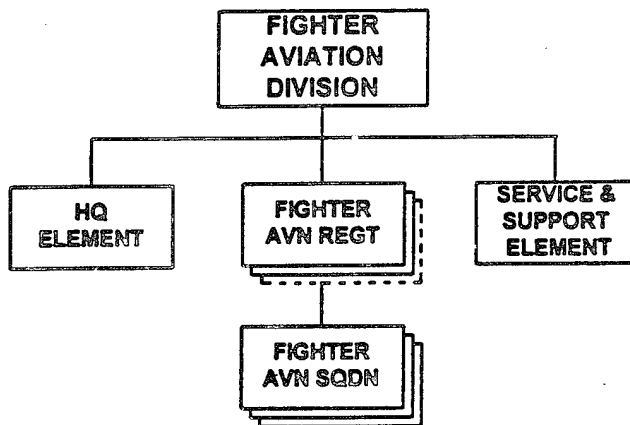 FIGHTER
AVIATION
DIVISION
HQ
ELEMENT
FIGHTER
AVN REGT
SERVICE &
SUPPORT
ELEMENT
FIGHTER
AVN SQDN